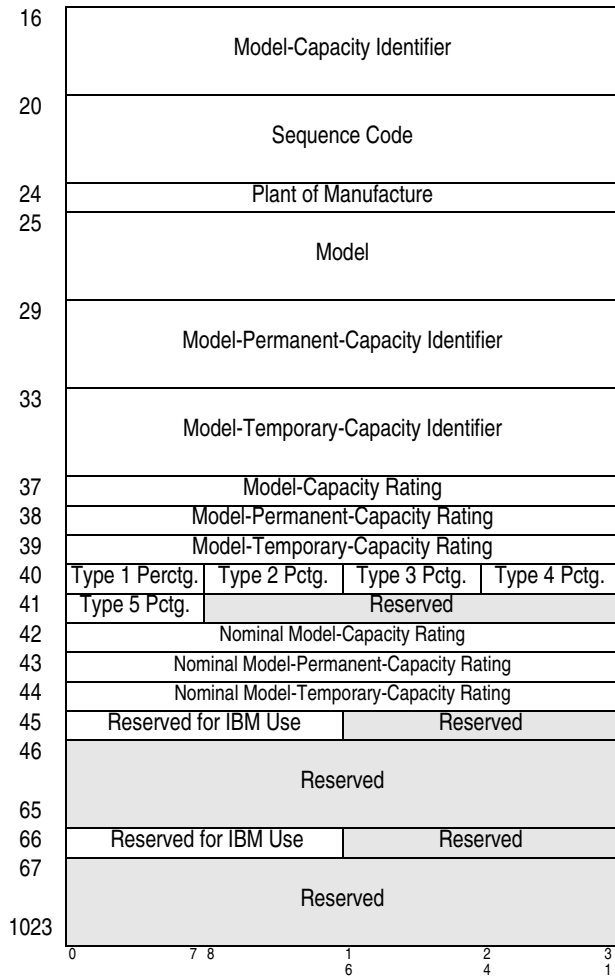 16
Model-Capacity Identifier
20
Sequence Code
24 Plant of Manufacture
25
Model
29
Model-Permanent-Capacity Identifier
33
Model-Temporary-Capacity Identifier
37 Model-Capacity Rating
38 Model-Permanent-Capacity Rating
39 Model-Temporary-Capacity Rating
40 Type 1 Perctg. Type 2 Pctg. Type 3 Pctg. Type 4 Pctg.
41 Type 5 Pctg. Reserved
42 Nominal Model-Capacity Rating
43 Nominal Model-Permanent-Capacity Rating
44 Nominal Model-Temporary-Capacity Rating
45 Reserved for IBM Use Reserved
46
Reserved
65
66 Reserved for IBM Use Reserved
67
Reserved
1023
0 7 8 1 2 3
6 4 1